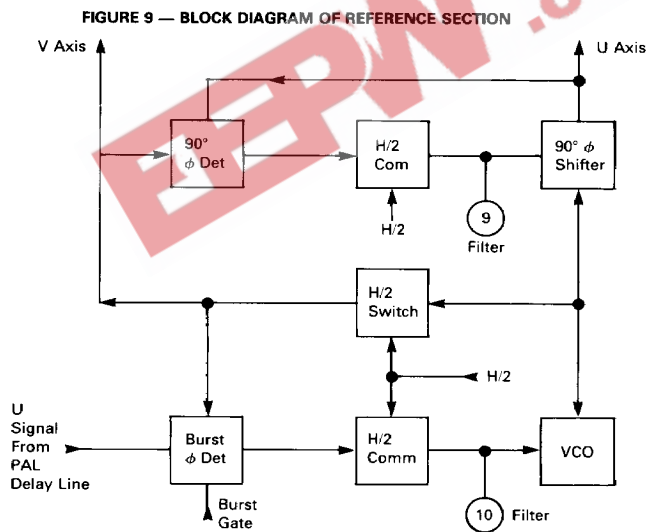 FIGURE 9 — BLOCK DIAGRAM OF REFERENCE SECTION
V Axis
U Axis
90°
ϕ Det
H/2
Com
90° ϕ
Shifter
H/2
9
Filter
H/2
Switch
H/2
U
Signal
From
PAL
Delay Line
Burst
ϕ Det
H/2
Comm
VCO
Burst
Gate
10
Filter
EEPW